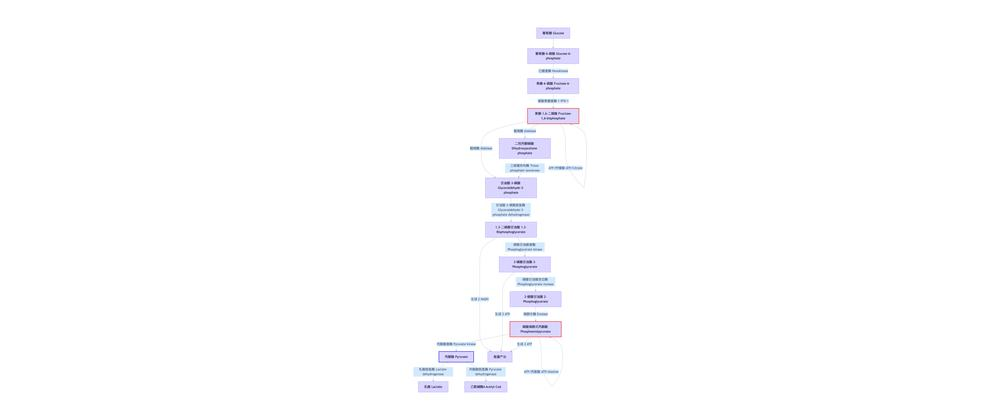 葡萄糖 Glucose
葡萄糖-6-磷酸 Glucose-6-
phosphate
己糖激酶 Hexokinase
果糖-6-磷酸 Fructose-6-
phosphate
磷酸果糖激酶-1 PFK-1
果糖-1,6-二磷酸 Fructose-
1,6-bisphosphate
醛缩酶 Aldolase
醛缩酶 Aldolase
二羟丙酮磷酸
Dihydroxyacetone
phosphate
ATP/柠檬酸 ATP/Citrate
丙糖磷酸异构酶 Triose
phosphate isomerase
甘油醛-3-磷酸
Glyceraldehyde-3-
phosphate
甘油醛-3-磷酸脱氢酶
Glyceraldehyde-3-
phosphate dehydrogenase
1,3-二磷酸甘油酸 1,3-
Bisphosphoglycerate
磷酸甘油酸激酶
Phosphoglycerate kinase
3-磷酸甘油酸 3-
Phosphoglycerate
磷酸甘油酸变位酶
Phosphoglycerate mutase
2-磷酸甘油酸 2-
Phosphoglycerate
生成 2 NADH
生成 2 ATP
烯醇化酶 Enolase
磷酸烯醇式丙酮酸
Phosphoenolpyruvate
丙酮酸激酶 Pyruvate kinase
生成 2 ATP
丙酮酸 Pyruvate
能量产出
ATP/丙氨酸 ATP/Alanine
乳酸脱氢酶 Lactate
dehydrogenase
丙酮酸脱氢酶 Pyruvate
dehydrogenase
乳酸 Lactate
乙酰辅酶A Acetyl-CoA